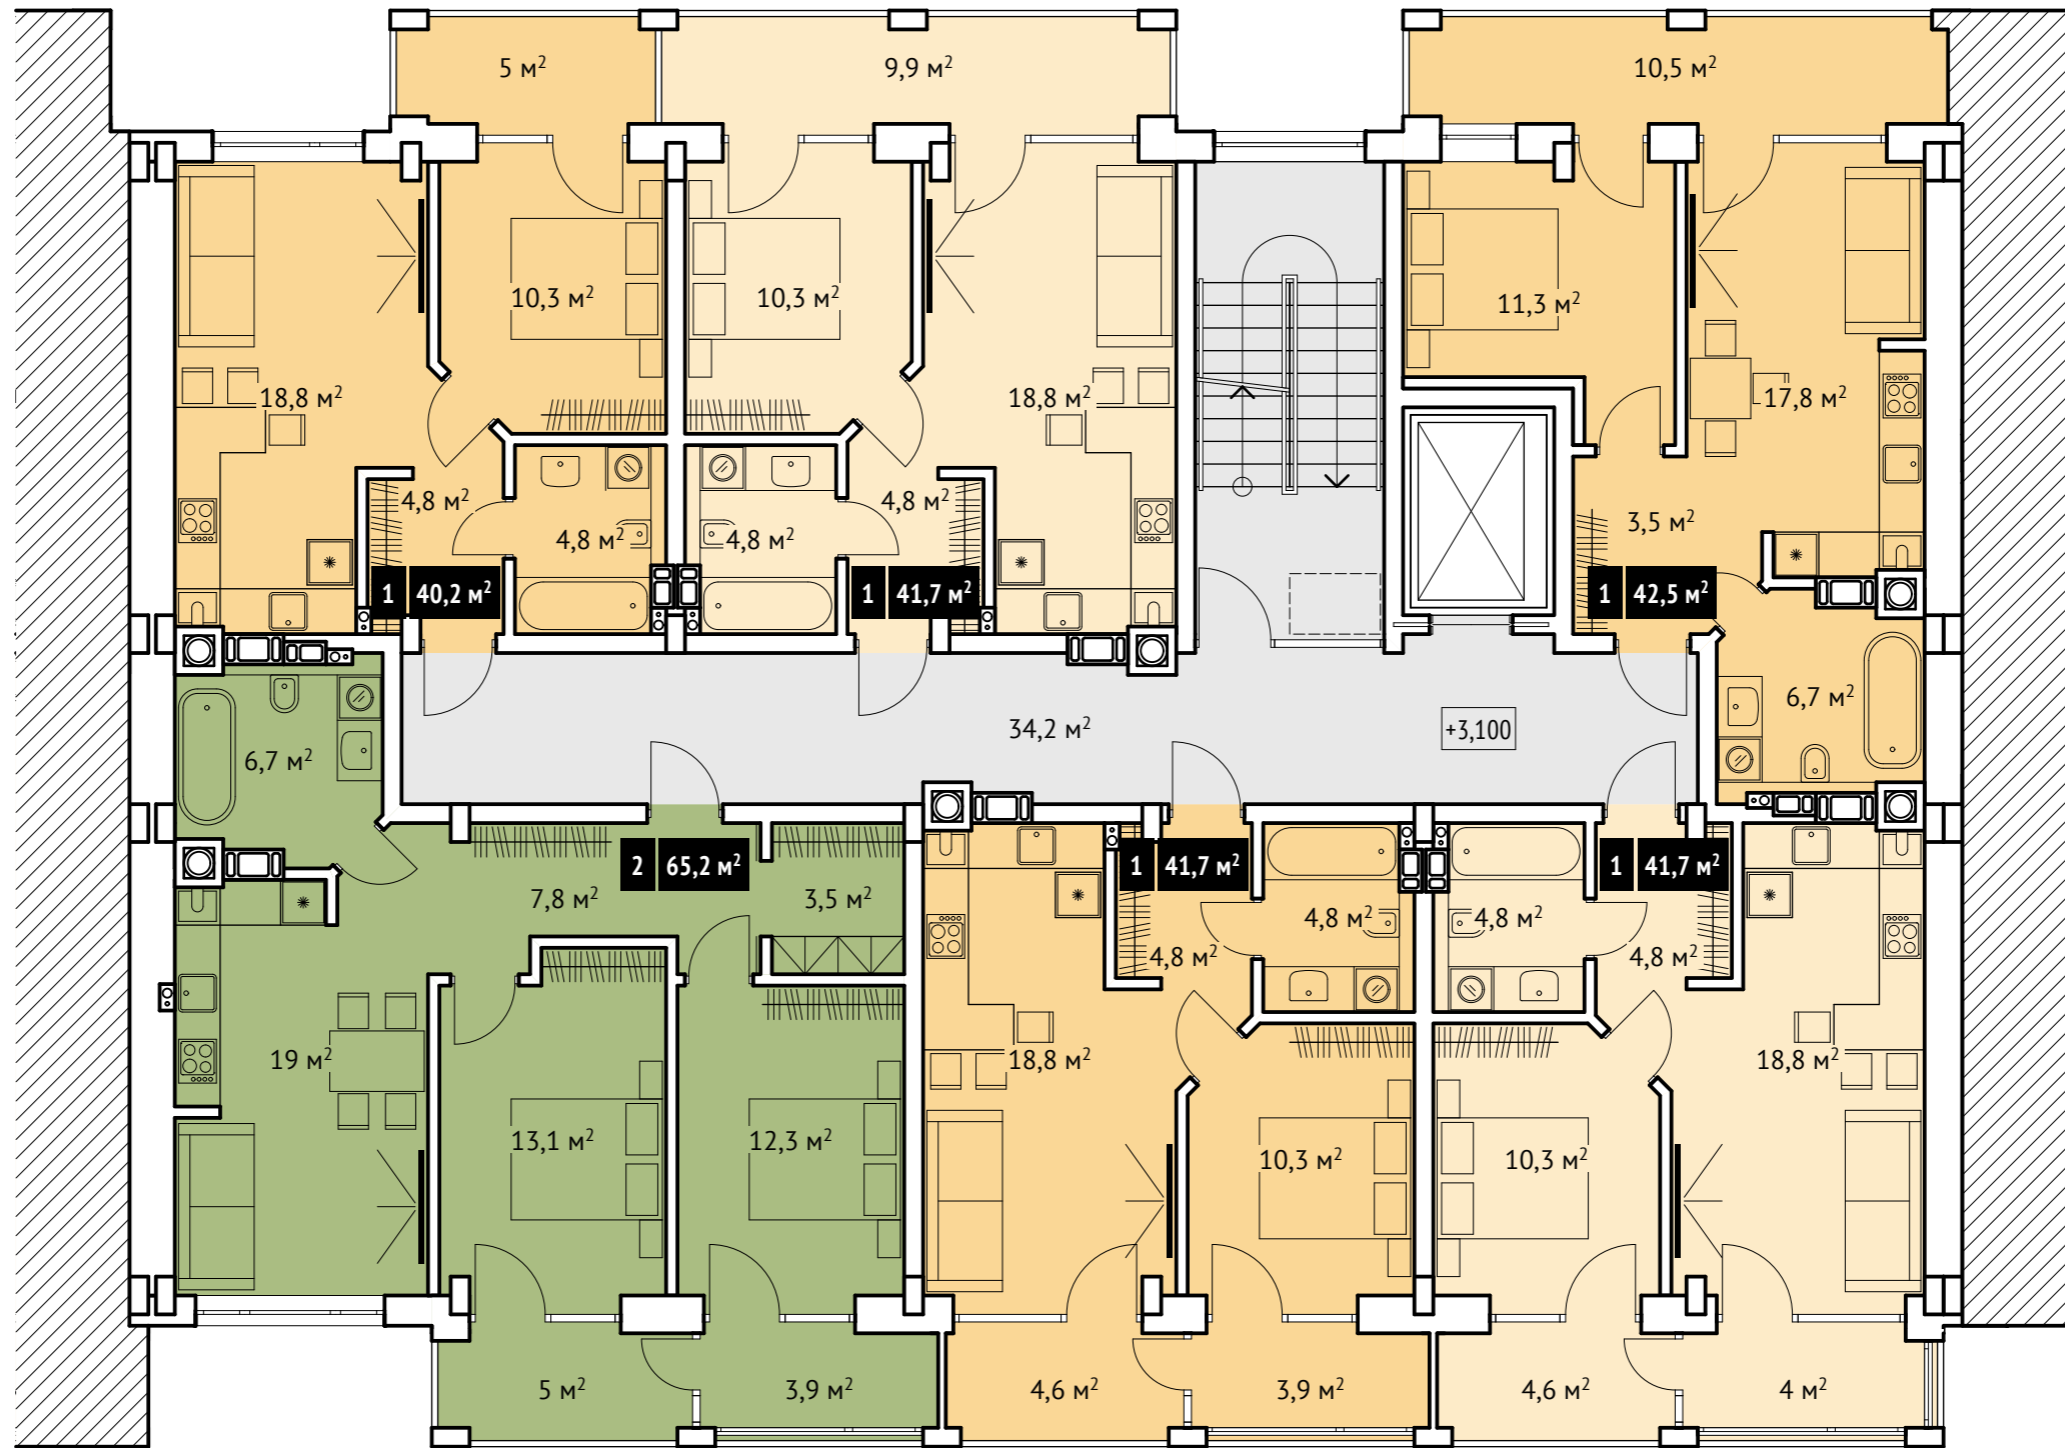 5 м²
9,9 м²
10,5 м²
10,3 м²
10,3 м²
11,3 м²
18,8 м²
18,8 м²
17,8 м²
4,8 м²
4,8 м²
4,8 м²
4,8 м²
3,5 м²
1 40,2 м²
1 41,7 м²
1 42,5 м²
6,7 м²
34,2 м²
+3,100
6,7 м²
2 65,2 м²
1 41,7 м²
1 41,7 м²
7,8 м²
3,5 м²
4,8 м²
4,8 м²
4,8 м²
4,8 м²
19 м²
18,8 м²
18,8 м²
13,1 м²
12,3 м²
10,3 м²
10,3 м²
5 м²
3,9 м²
4,6 м²
3,9 м²
4,6 м²
4 м²